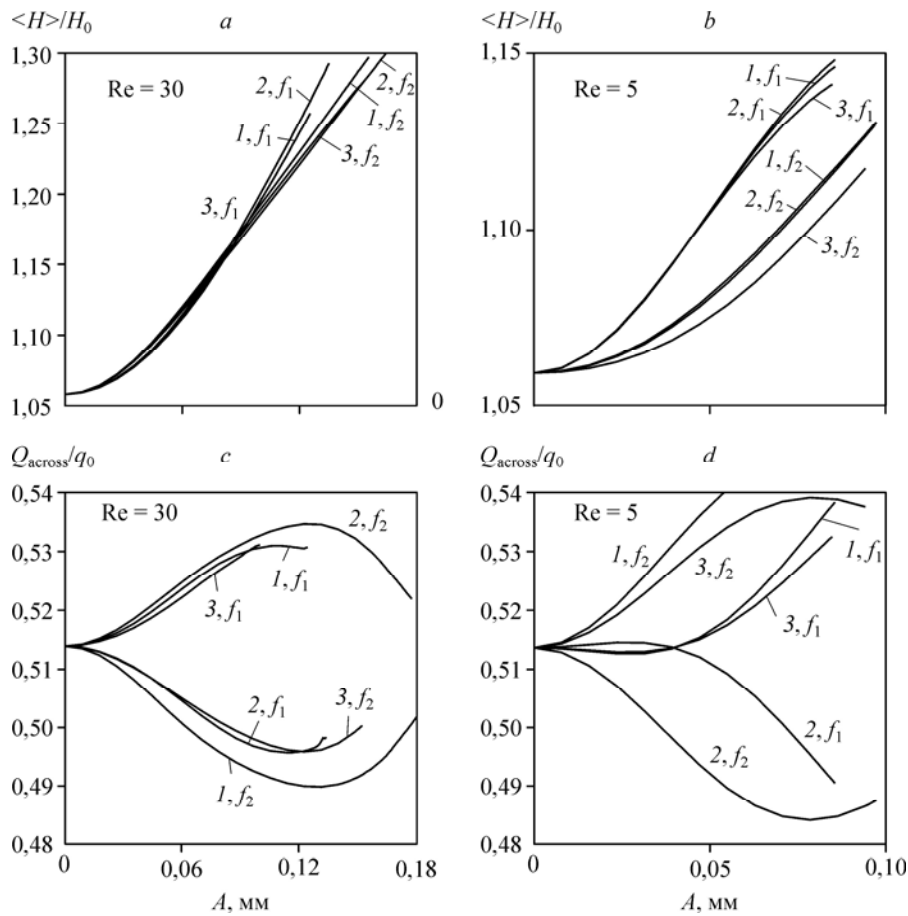 <H>/H₀ a
1,30
1,25
1,20
1,15
1,10
1,05
Re = 30
2, f₁
1, f₁
3, f₁
2, f₂
1, f₂
3, f₂
<H>/H₀ b
1,15
1,10
1,05
0
Re = 5
1, f₁
2, f₁
3, f₁
1, f₂
2, f₂
3, f₂
0,05
0,10
Qacross/q₀ c
0,54
0,53
0,52
0,51
0,50
0,49
0,48
Re = 30
2, f₂
1, f₁
3, f₁
2, f₁
3, f₂
1, f₂
0
0,06
0,12
0,18
A, мм
Qacross/q₀ d
0,54
0,53
0,52
0,51
0,50
0,49
0,48
Re = 5
1, f₂
3, f₂
1, f₁
3, f₁
2, f₁
2, f₂
0
0,05
0,10
A, мм